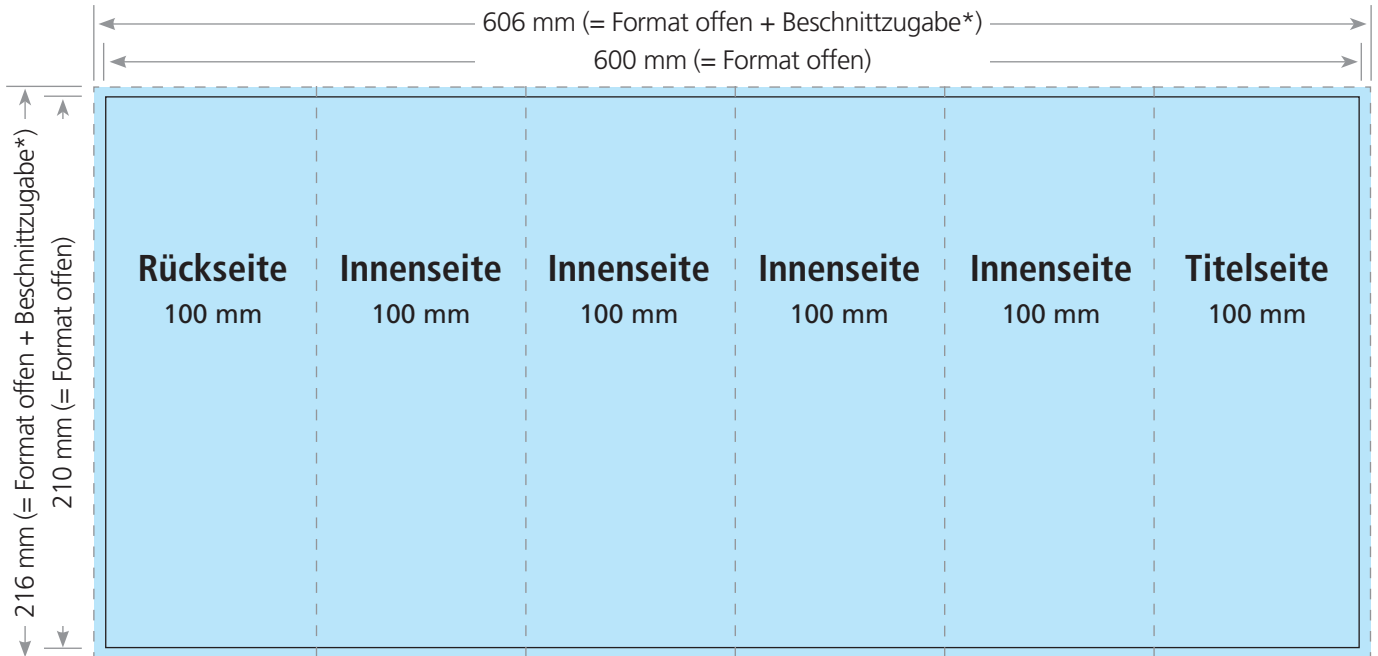 606 mm (= Format offen + Beschnittzugabe*)
600 mm (= Format offen)
216 mm (= Format offen + Beschnittzugabe*)
210 mm (= Format offen)
Rückseite
100 mm
Innenseite
100 mm
Innenseite
100 mm
Innenseite
100 mm
Innenseite
100 mm
Titelseite
100 mm